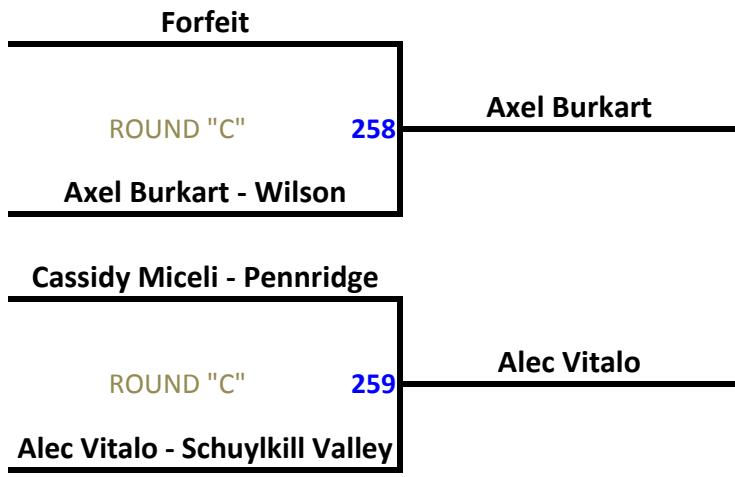 Forfeit
Axel Burkart
ROUND "C" 258
Axel Burkart - Wilson
Cassidy Miceli - Pennridge
Alec Vitalo
ROUND "C" 259
Alec Vitalo - Schuylkill Valley